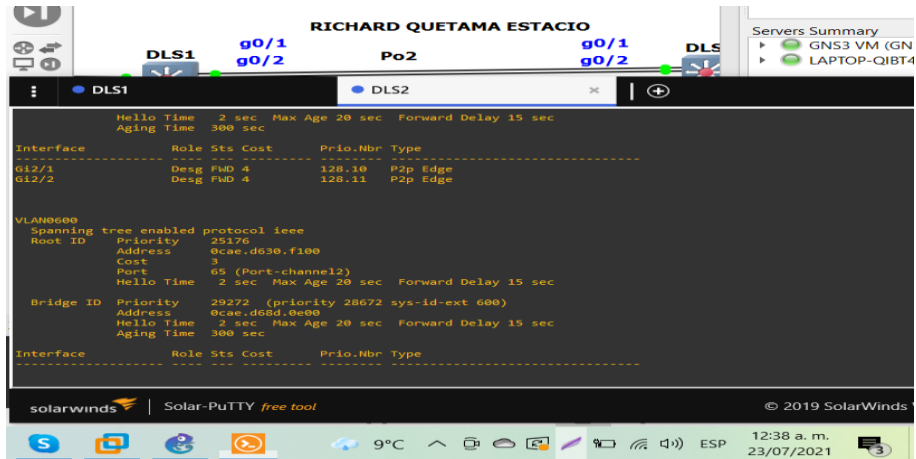 RICHARD QUETAMA ESTACIO
Servers Summary
GNS3 VM (GN
LAPTOP-QIBT4
DLS1
g0/1
g0/2
Po2
g0/1
g0/2
DLS
DLS1
DLS2
Hello Time 2 sec Max Age 20 sec Forward Delay 15 sec
Aging Time 300 sec
Interface Role Sts Cost Prio.Nbr Type
------------------- ---- --- --------- -------- --------------------------------
Gi2/1 Desg FWD 4 128.10 P2p Edge
Gi2/2 Desg FWD 4 128.11 P2p Edge
VLAN0600
Spanning tree enabled protocol ieee
Root ID Priority 25176
Address 0cae.d630.f100
Cost 3
Port 65 (Port-channel2)
Hello Time 2 sec Max Age 20 sec Forward Delay 15 sec
Bridge ID Priority 29272 (priority 28672 sys-id-ext 600)
Address 0cae.d68d.0e00
Hello Time 2 sec Max Age 20 sec Forward Delay 15 sec
Aging Time 300 sec
Interface Role Sts Cost Prio.Nbr Type
------------------- ---- --- --------- -------- --------------------------------
solarwinds | Solar-PuTTY free tool
© 2019 SolarWinds
9°C
ESP
12:38 a. m.
23/07/2021
3